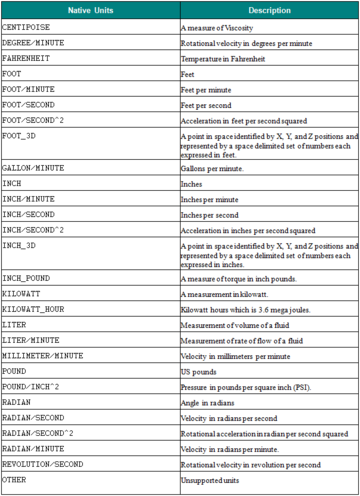 Native Units Description
CENTIPOISE A measure of Viscosity
DEGREE/MINUTE Rotational velocity in degrees per minute
FAHRENHEIT Temperature in Fahrenheit
FOOT Feet
FOOT/MINUTE Feet per minute
FOOT/SECOND Feet per second
FOOT/SECOND^2 Acceleration in feet per second squared
FOOT_3D A point in space identified by X, Y, and Z positions and
represented by a space delimited set of numbers each
expressed in feet.
GALLON/MINUTE Gallons per minute.
INCH Inches
INCH/MINUTE Inches per minute
INCH/SECOND Inches per second
INCH/SECOND^2 Acceleration in inches per second squared
INCH_3D A point in space identified by X, Y, and Z positions and
represented by a space delimited set of numbers each
expressed in inches.
INCH_POUND A measure of torque in inch pounds.
KILOWATT A measurement in kilowatt.
KILOWATT_HOUR Kilowatt hours which is 3.6 mega joules.
LITER Measurement of volume of a fluid
LITER/MINUTE Measurement of rate of flow of a fluid
MILLIMETER/MINUTE Velocity in millimeters per minute
POUND US pounds
POUND/INCH^2 Pressure in pounds per square inch (PSI).
RADIAN Angle in radians
RADIAN/SECOND Velocity in radians per second
RADIAN/SECOND^2 Rotational acceleration in radian per second squared
RADIAN/MINUTE Velocity in radians per minute.
REVOLUTION/SECOND Rotational velocity in revolution per second
OTHER Unsupported units